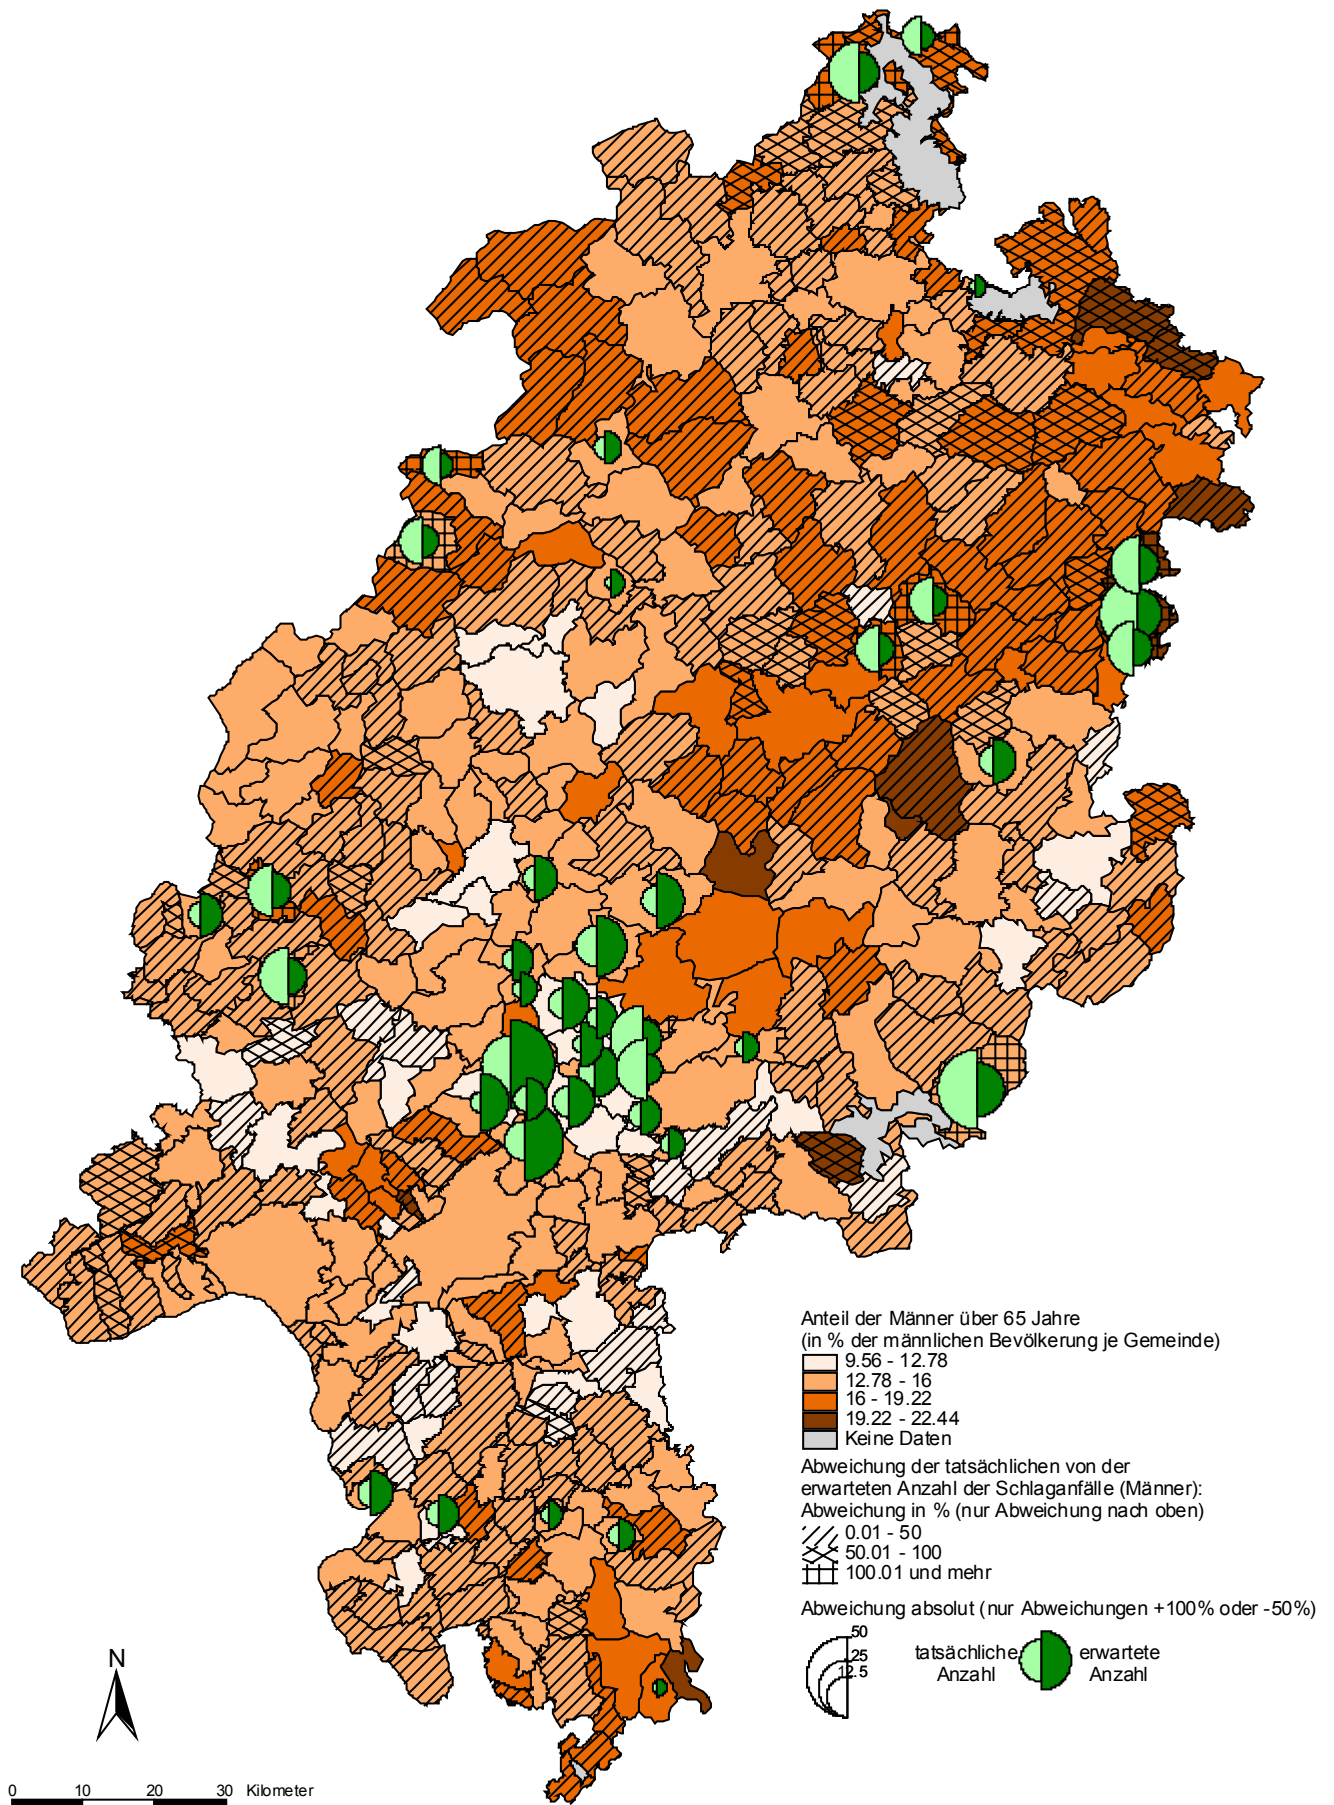 Anteil der Männer über 65 Jahre
(in % der männlichen Bevölkerung je Gemeinde)
9.56 - 12.78
12.78 - 16
16 - 19.22
19.22 - 22.44
Keine Daten
Abweichung der tatsächlichen von der
erwarteten Anzahl der Schlaganfälle (Männer):
Abweichung in % (nur Abweichung nach oben)
0.01 - 50
50.01 - 100
100.01 und mehr
Abweichung absolut (nur Abweichungen +100% oder -50%)
50
25
12.5
tatsächliche
Anzahl
erwartete
Anzahl
N
0 10 20 30 Kilometer